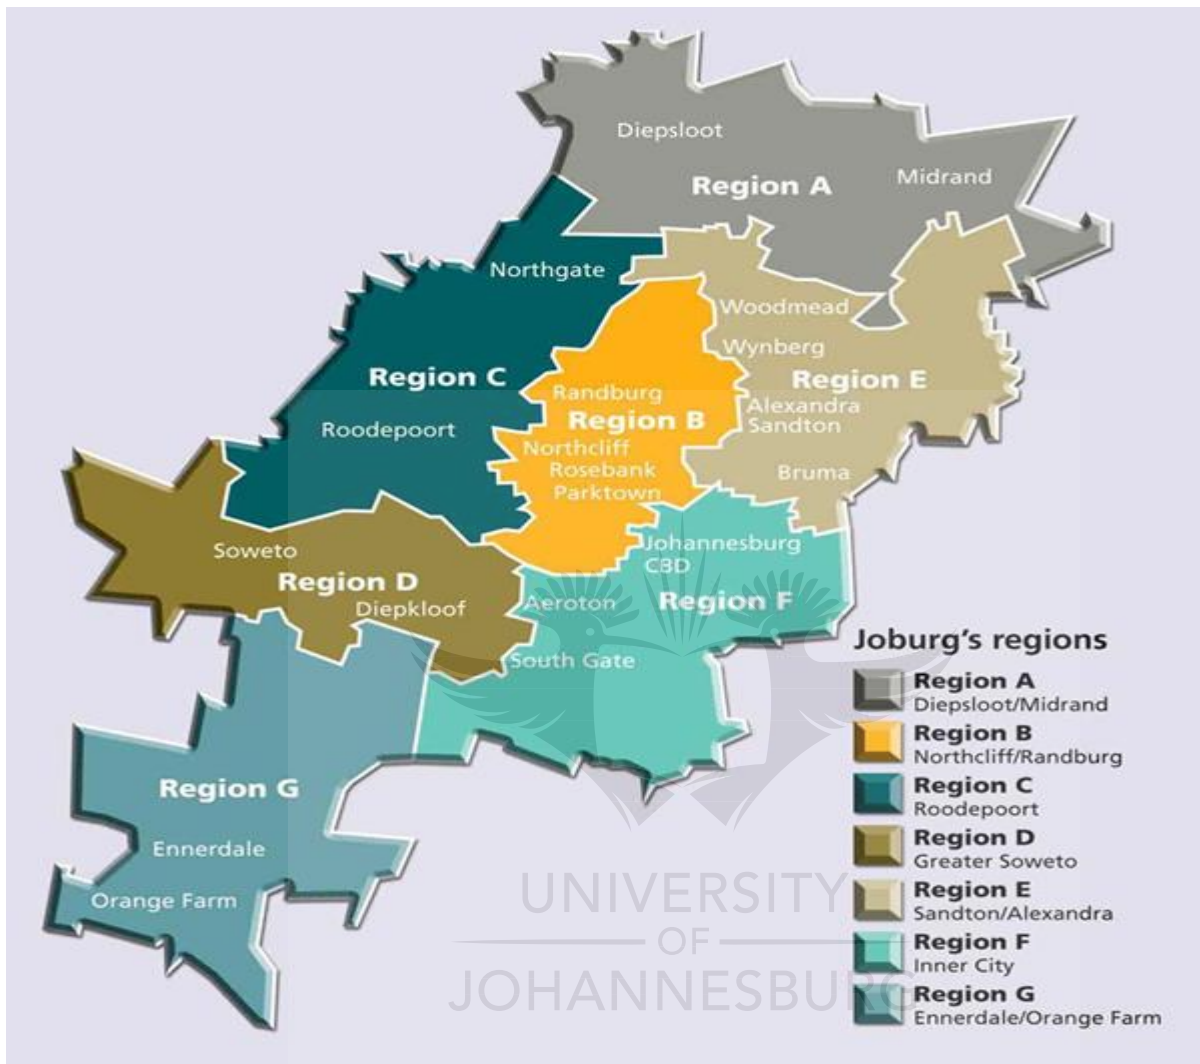 Diepsloot
Midrand
Region A
Northgate
Woodmead
Wynberg
Region C
Region E
Randburg
Alexandra
Region B
Sandton
Roodepoort
Northcliff
Rosebank
Bruma
Parktown
Johannesburg
CBD
Soweto
Region D
Aeroton
Region F
Diepkloof
South Gate
Region G
Ennerdale
Orange Farm
Joburg's regions
Region A
Diepsloot/Midrand
Region B
Northcliff/Randburg
Region C
Roodepoort
Region D
Greater Soweto
Region E
Sandton/Alexandra
Region F
Inner City
Region G
Ennerdale/Orange Farm
UNIVERSITY
OF
JOHANNESBURG